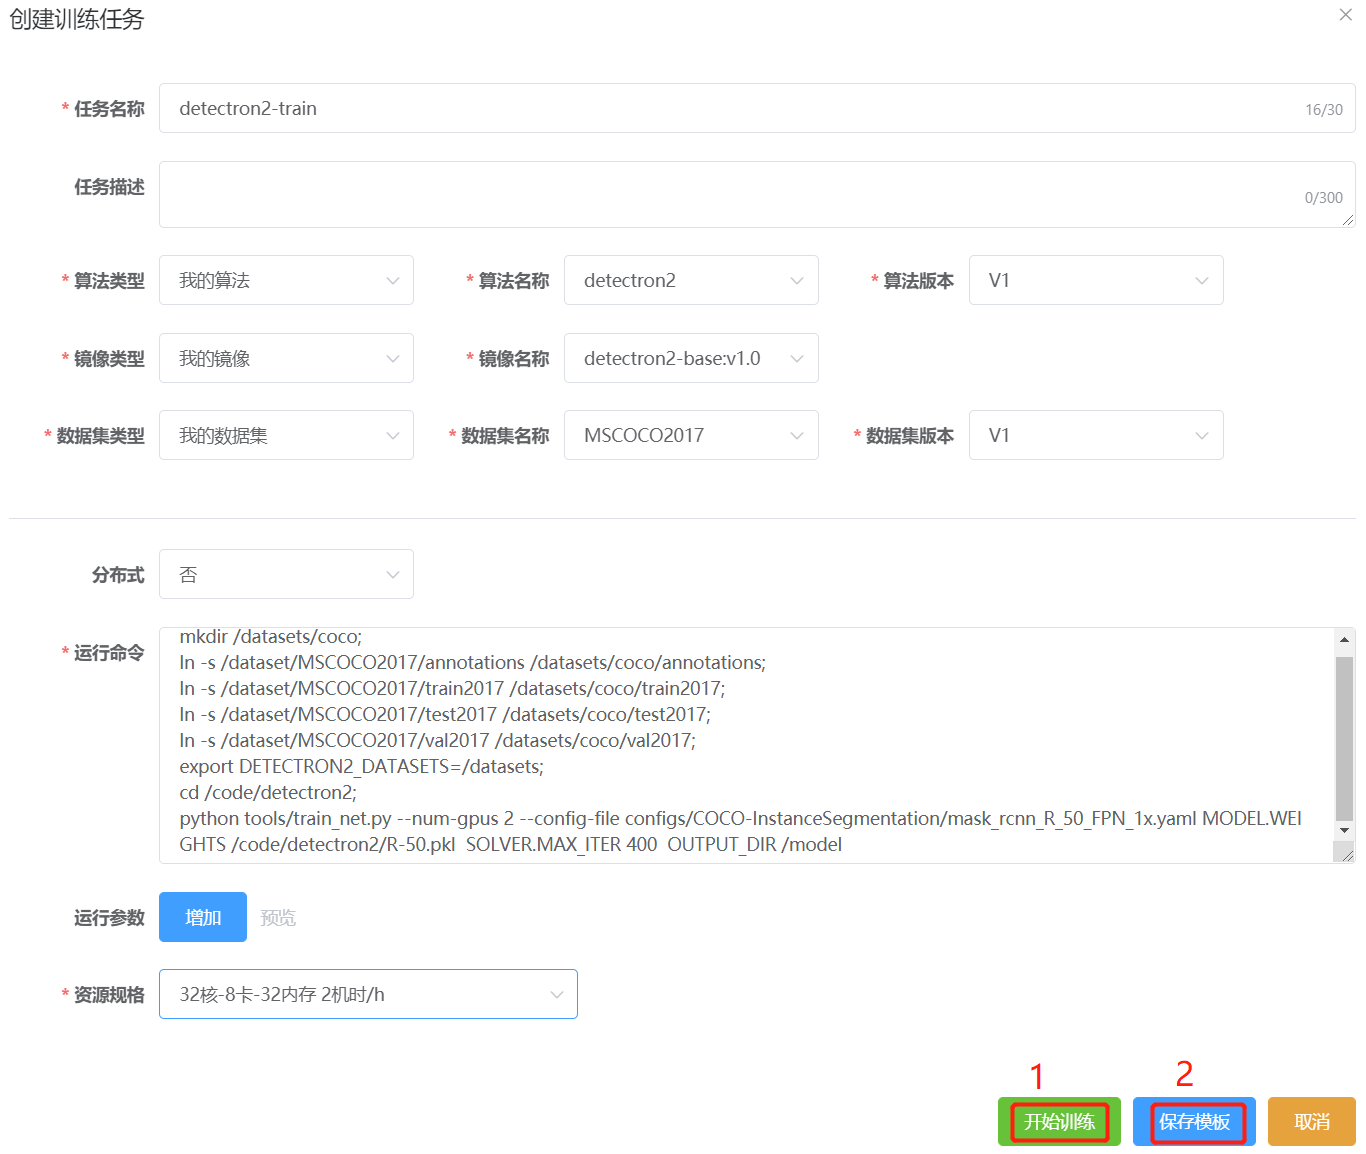 创建训练任务
* 任务名称 detectron2-train 16/30
任务描述 0/300
* 算法类型 我的算法 * 算法名称 detectron2 * 算法版本 V1
* 镜像类型 我的镜像 * 镜像名称 detectron2-base:v1.0
* 数据集类型 我的数据集 * 数据集名称 MSCOCO2017 * 数据集版本 V1
分布式 否
* 运行命令
mkdir /datasets/coco;
ln -s /dataset/MSCOCO2017/annotations /datasets/coco/annotations;
ln -s /dataset/MSCOCO2017/train2017 /datasets/coco/train2017;
ln -s /dataset/MSCOCO2017/test2017 /datasets/coco/test2017;
ln -s /dataset/MSCOCO2017/val2017 /datasets/coco/val2017;
export DETECTRON2_DATASETS=/datasets;
cd /code/detectron2;
python tools/train_net.py --num-gpus 2 --config-file configs/COCO-InstanceSegmentation/mask_rcnn_R_50_FPN_1x.yaml MODEL.WEI
GHTS /code/detectron2/R-50.pkl  SOLVER.MAX_ITER 400  OUTPUT_DIR /model
运行参数 增加 预览
* 资源规格 32核-8卡-32内存 2机时/h
1 2
开始训练 保存模板 取消